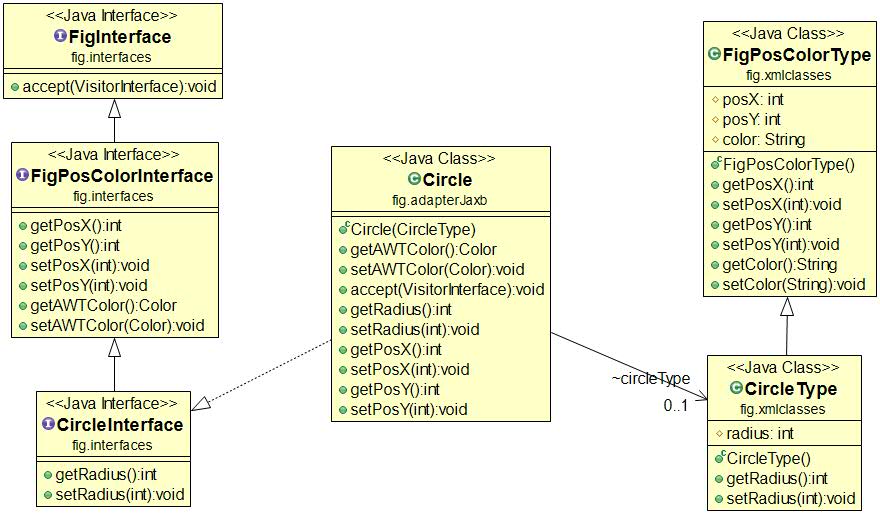 <<Java Interface>>
FigInterface
fig.interfaces
accept(VisitorInterface):void
<<Java Interface>>
FigPosColorInterface
fig.interfaces
getPosX():int
getPosY():int
setPosX(int):void
setPosY(int):void
getAWTColor():Color
setAWTColor(Color):void
<<Java Interface>>
CircleInterface
fig.interfaces
getRadius():int
setRadius(int):void
<<Java Class>>
Circle
fig.adapterJaxb
Circle(CircleType)
getAWTColor():Color
setAWTColor(Color):void
accept(VisitorInterface):void
getRadius():int
setRadius(int):void
getPosX():int
setPosX(int):void
getPosY():int
setPosY(int):void
~circleType
0..1
<<Java Class>>
FigPosColorType
fig.xmlclasses
posX: int
posY: int
color: String
FigPosColorType()
getPosX():int
setPosX(int):void
getPosY():int
setPosY(int):void
getColor():String
setColor(String):void
<<Java Class>>
CircleType
fig.xmlclasses
radius: int
CircleType()
getRadius():int
setRadius(int):void